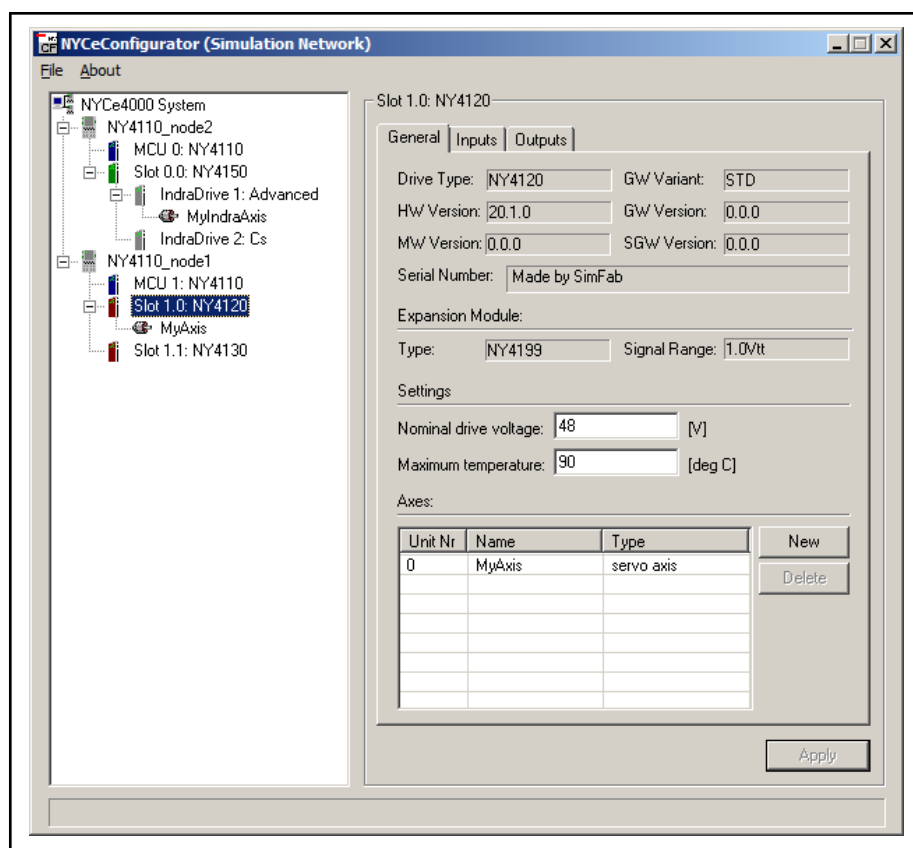 NYCeConfigurator (Simulation Network)
File About
NYCe4000 System
NY4110_node2
MCU 0: NY4110
Slot 0.0: NY4150
IndraDrive 1: Advanced
MyIndraAxis
IndraDrive 2: Cs
NY4110_node1
MCU 1: NY4110
Slot 1.0: NY4120
MyAxis
Slot 1.1: NY4130
Slot 1.0: NY4120
General Inputs Outputs
Drive Type: NY4120 GW Variant: STD
HW Version: 20.1.0 GW Version: 0.0.0
MW Version: 0.0.0 SGW Version: 0.0.0
Serial Number: Made by SimFab
Expansion Module:
Type: NY4199 Signal Range: 1.0Vtt
Settings
Nominal drive voltage: 48 [V]
Maximum temperature: 90 [deg C]
Axes:
Unit Nr Name Type New
0 MyAxis servo axis
Delete
Apply